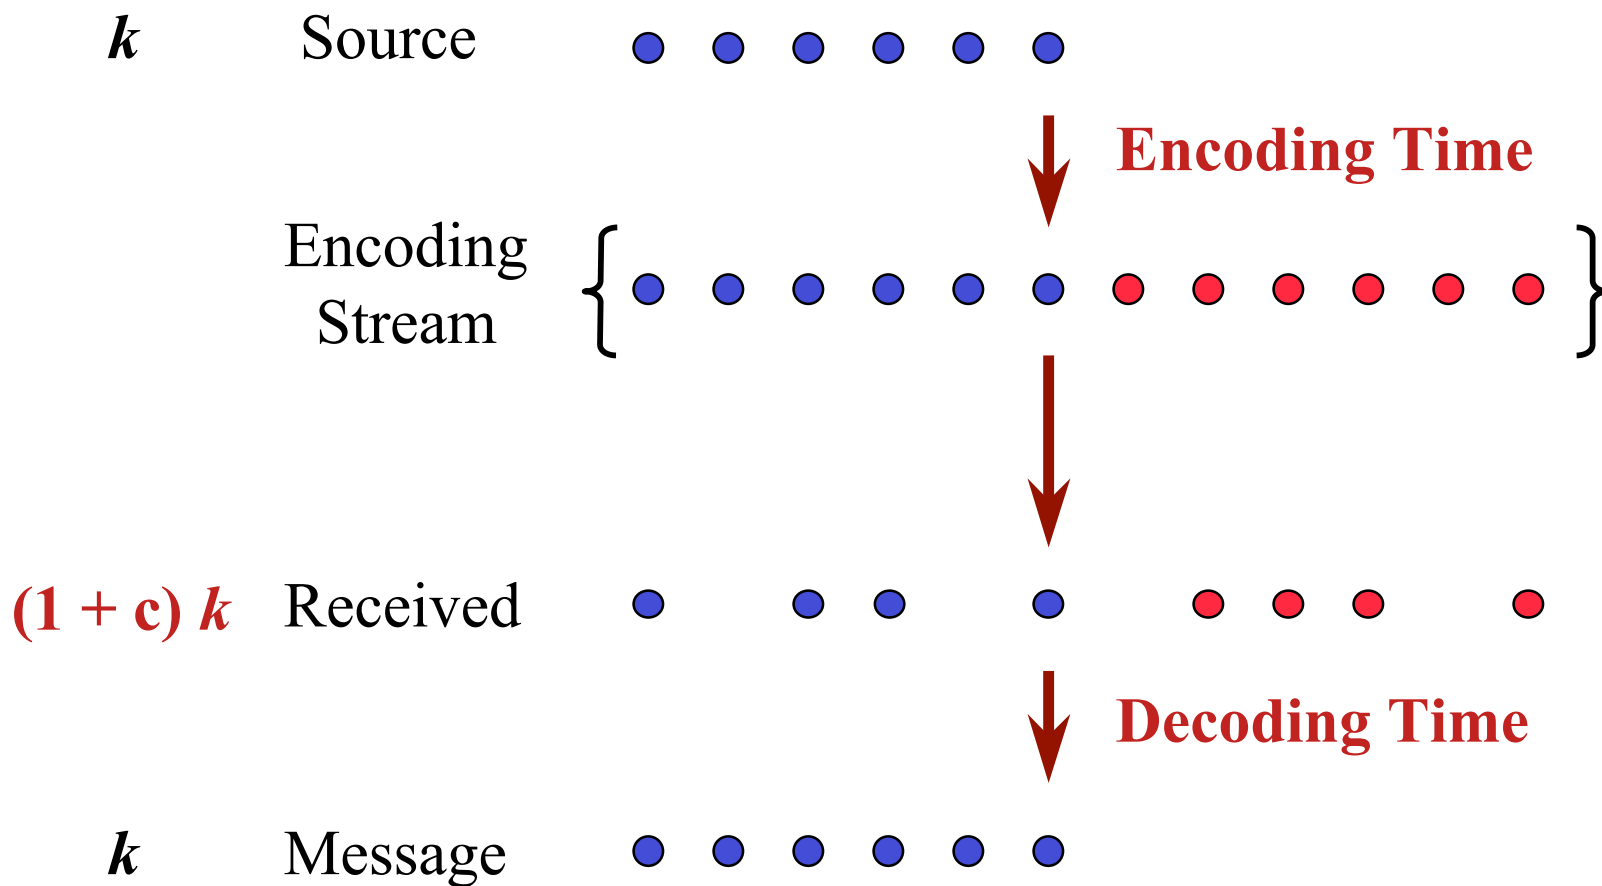 k Source
Encoding Time
Encoding
Stream
(1 + c) k Received
Decoding Time
k Message